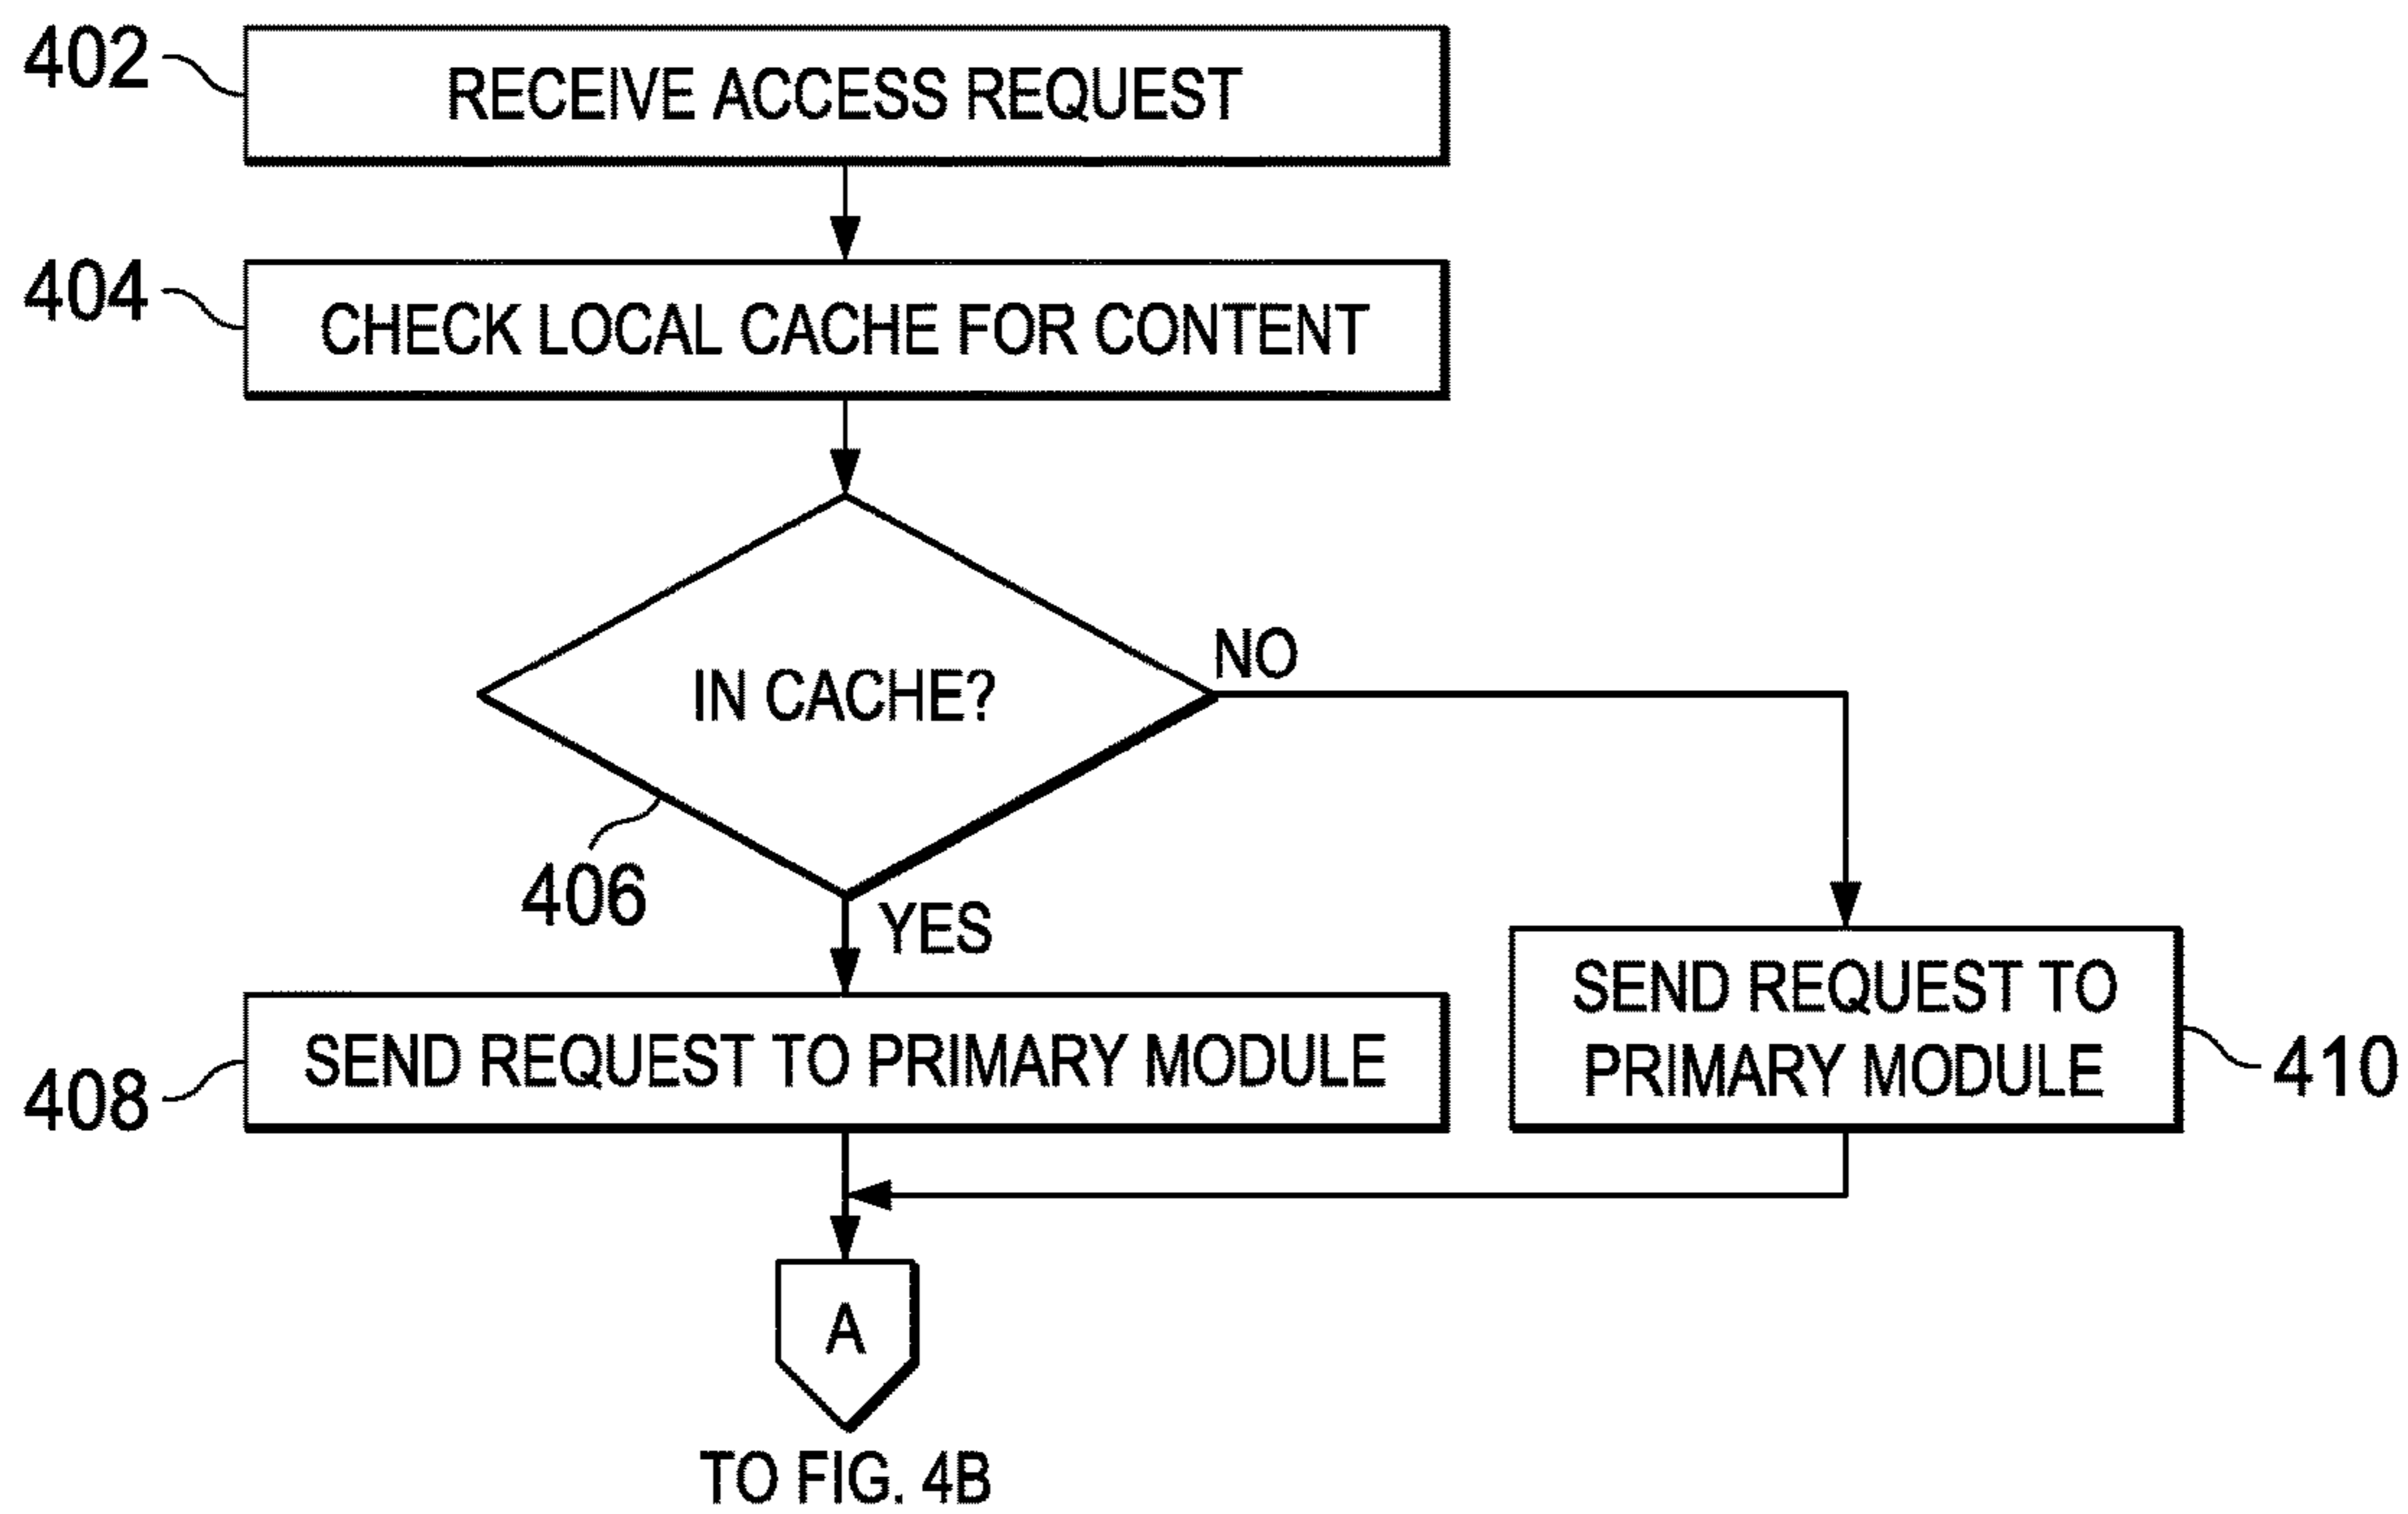 402
RECEIVE ACCESS REQUEST
404
CHECK LOCAL CACHE FOR CONTENT
IN CACHE?
NO
406
YES
408
SEND REQUEST TO PRIMARY MODULE
SEND REQUEST TO
PRIMARY MODULE
410
A
TO FIG. 4B